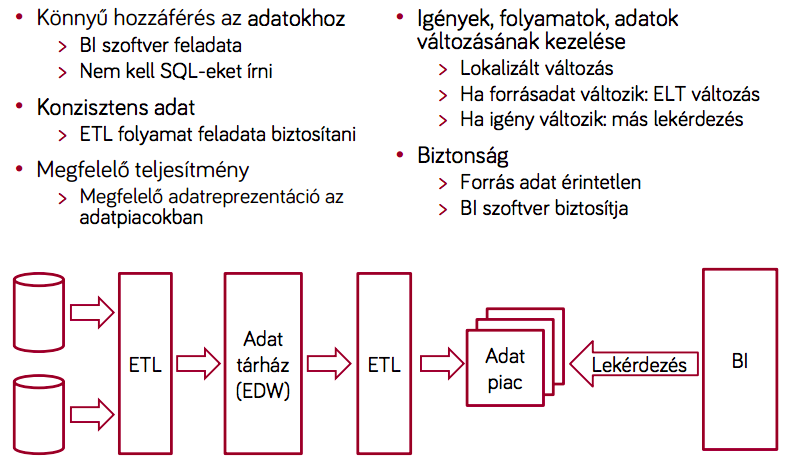 • Könnyű hozzáférés az adatokhoz
> BI szoftver feladata
> Nem kell SQL-eket írni
• Konzisztens adat
> ETL folyamat feladata biztosítani
• Megfelelő teljesítmény
> Megfelelő adatreprezentáció az
adatpiacokban
• Igények, folyamatok, adatok
változásának kezelése
> Lokalizált változás
> Ha forrásadat változik: ELT változás
> Ha igény változik: más lekérdezés
• Biztonság
> Forrás adat érintetlen
> BI szoftver biztosítja
ETL
Adat
tárház
(EDW)
ETL
Adat
piac
Lekérdezés
BI